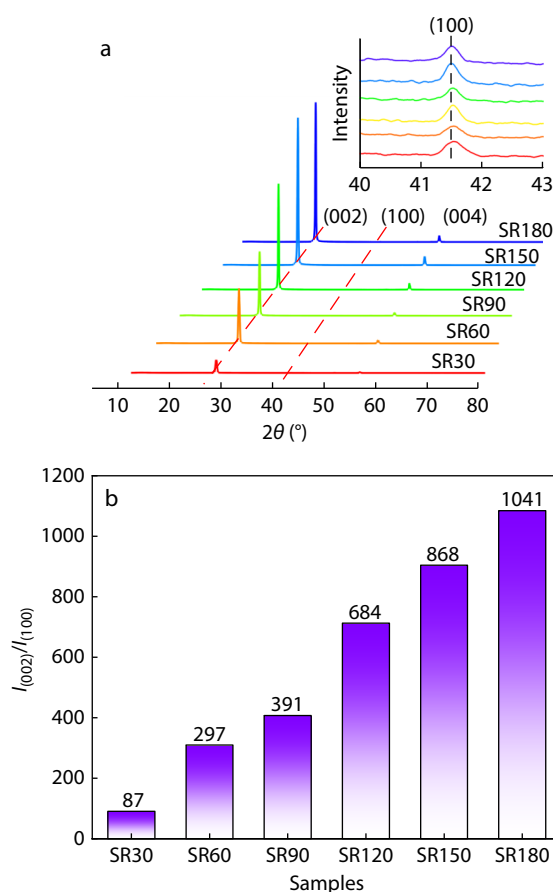 a
(100)
Intensity
40 41 42 43
(002) (100) (004)
SR180
SR150
SR120
SR90
SR60
SR30
10 20 30 40 50 60 70 80
2θ (°)
b
1200
1000
800
600
400
200
0
I(002)/I(100)
87
297
391
684
868
1041
SR30 SR60 SR90 SR120 SR150 SR180
Samples